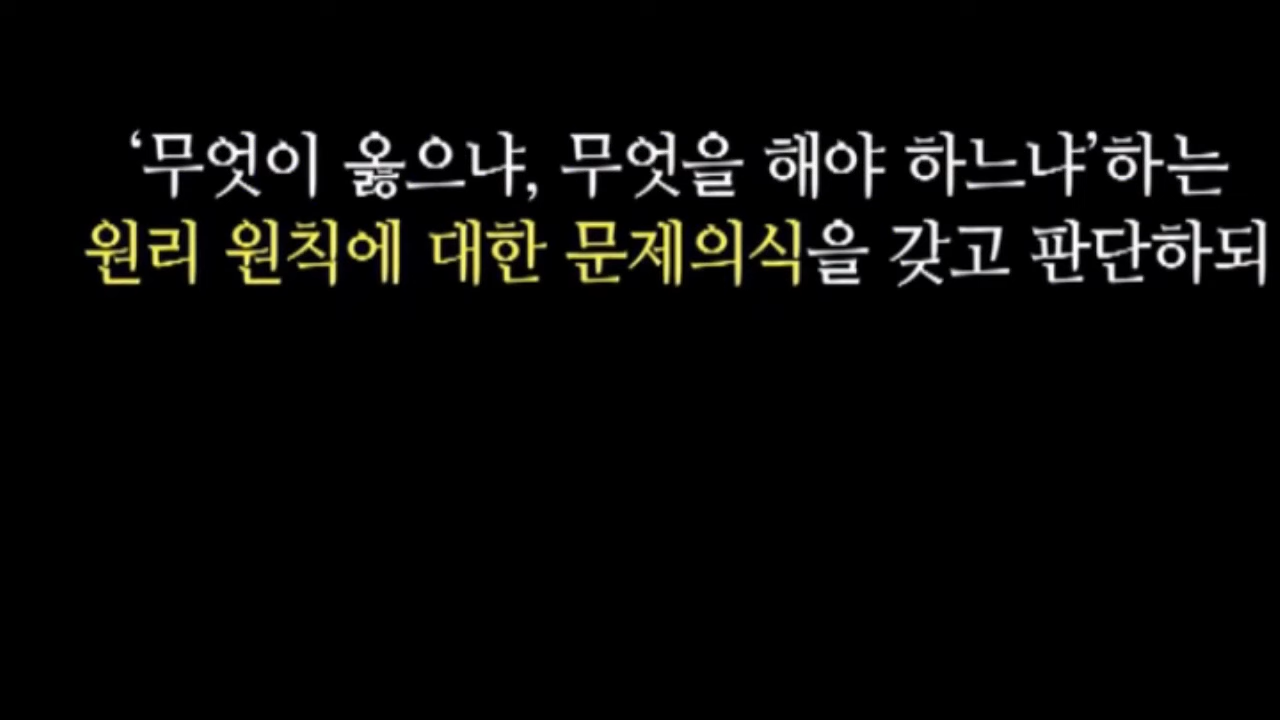 ‘무엇이 옳으냐, 무엇을 해야 하느냐’하는
원리 원칙에 대한 문제의식을 갖고 판단하되